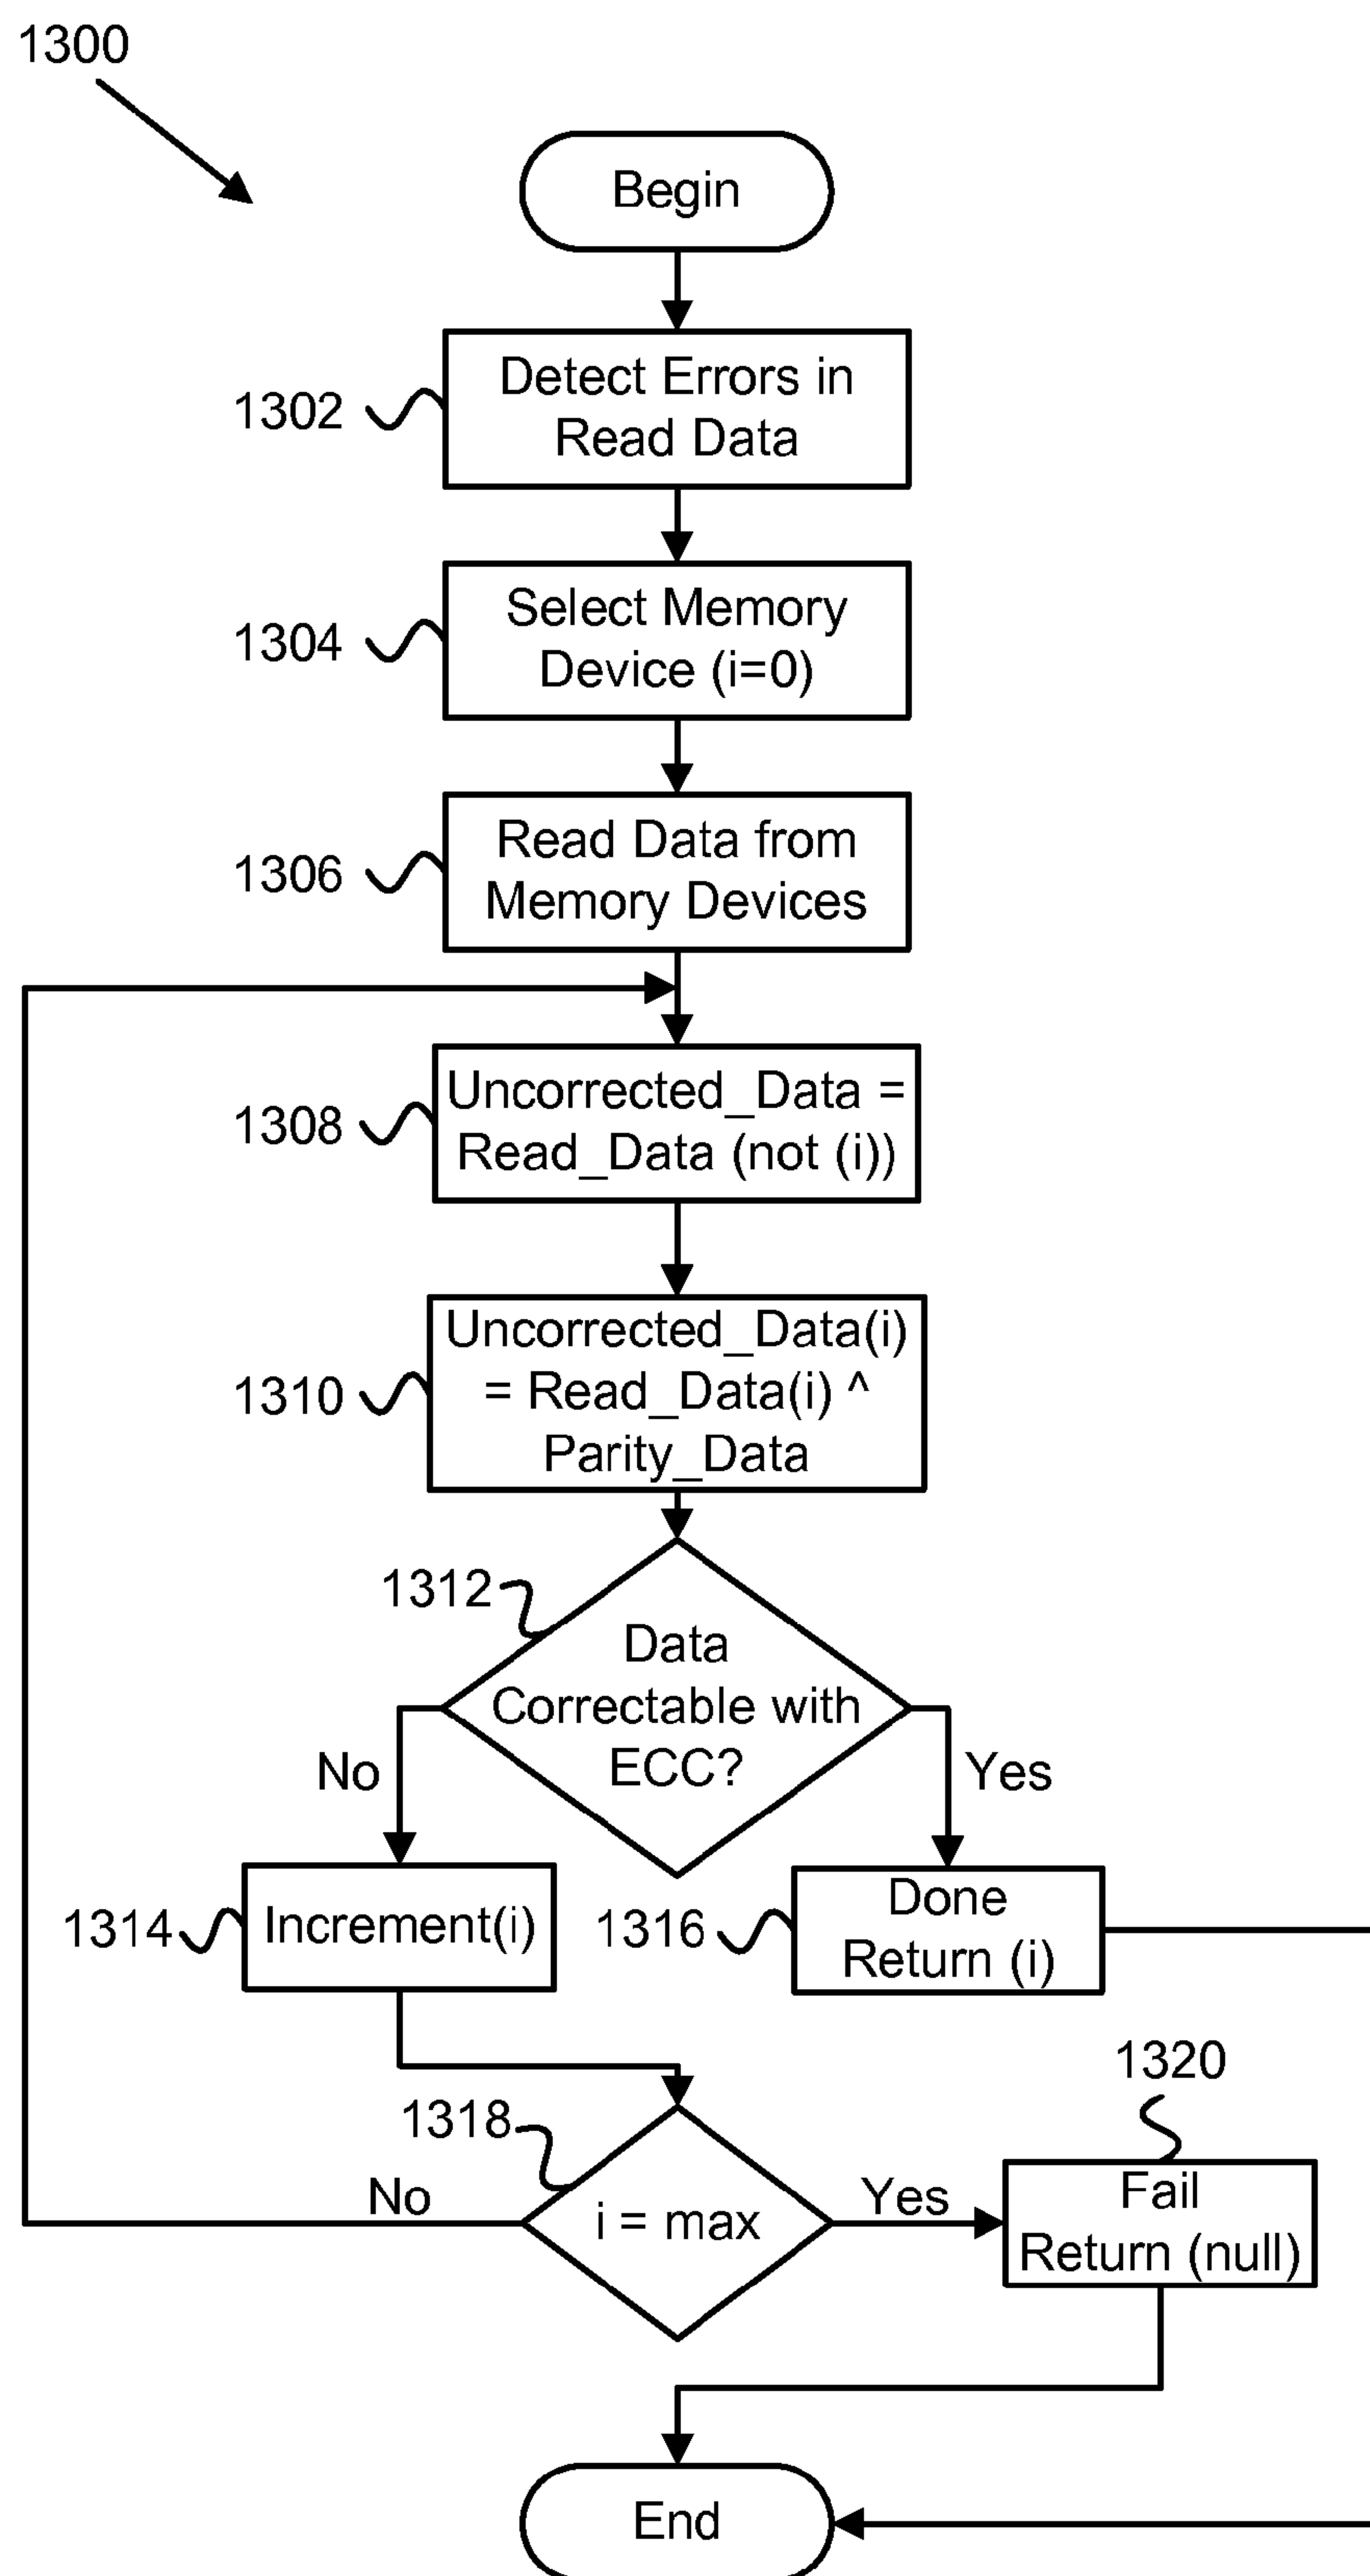 1300
Begin
1302
Detect Errors in
Read Data
1304
Select Memory
Device (i=0)
1306
Read Data from
Memory Devices
1308
Uncorrected_Data =
Read_Data (not (i))
1310
Uncorrected_Data(i)
= Read_Data(i) ^
Parity_Data
1312
Data
Correctable with
ECC?
No
Yes
1314
Increment(i)
1316
Done
Return (i)
1318
i = max
No
Yes
1320
Fail
Return (null)
End